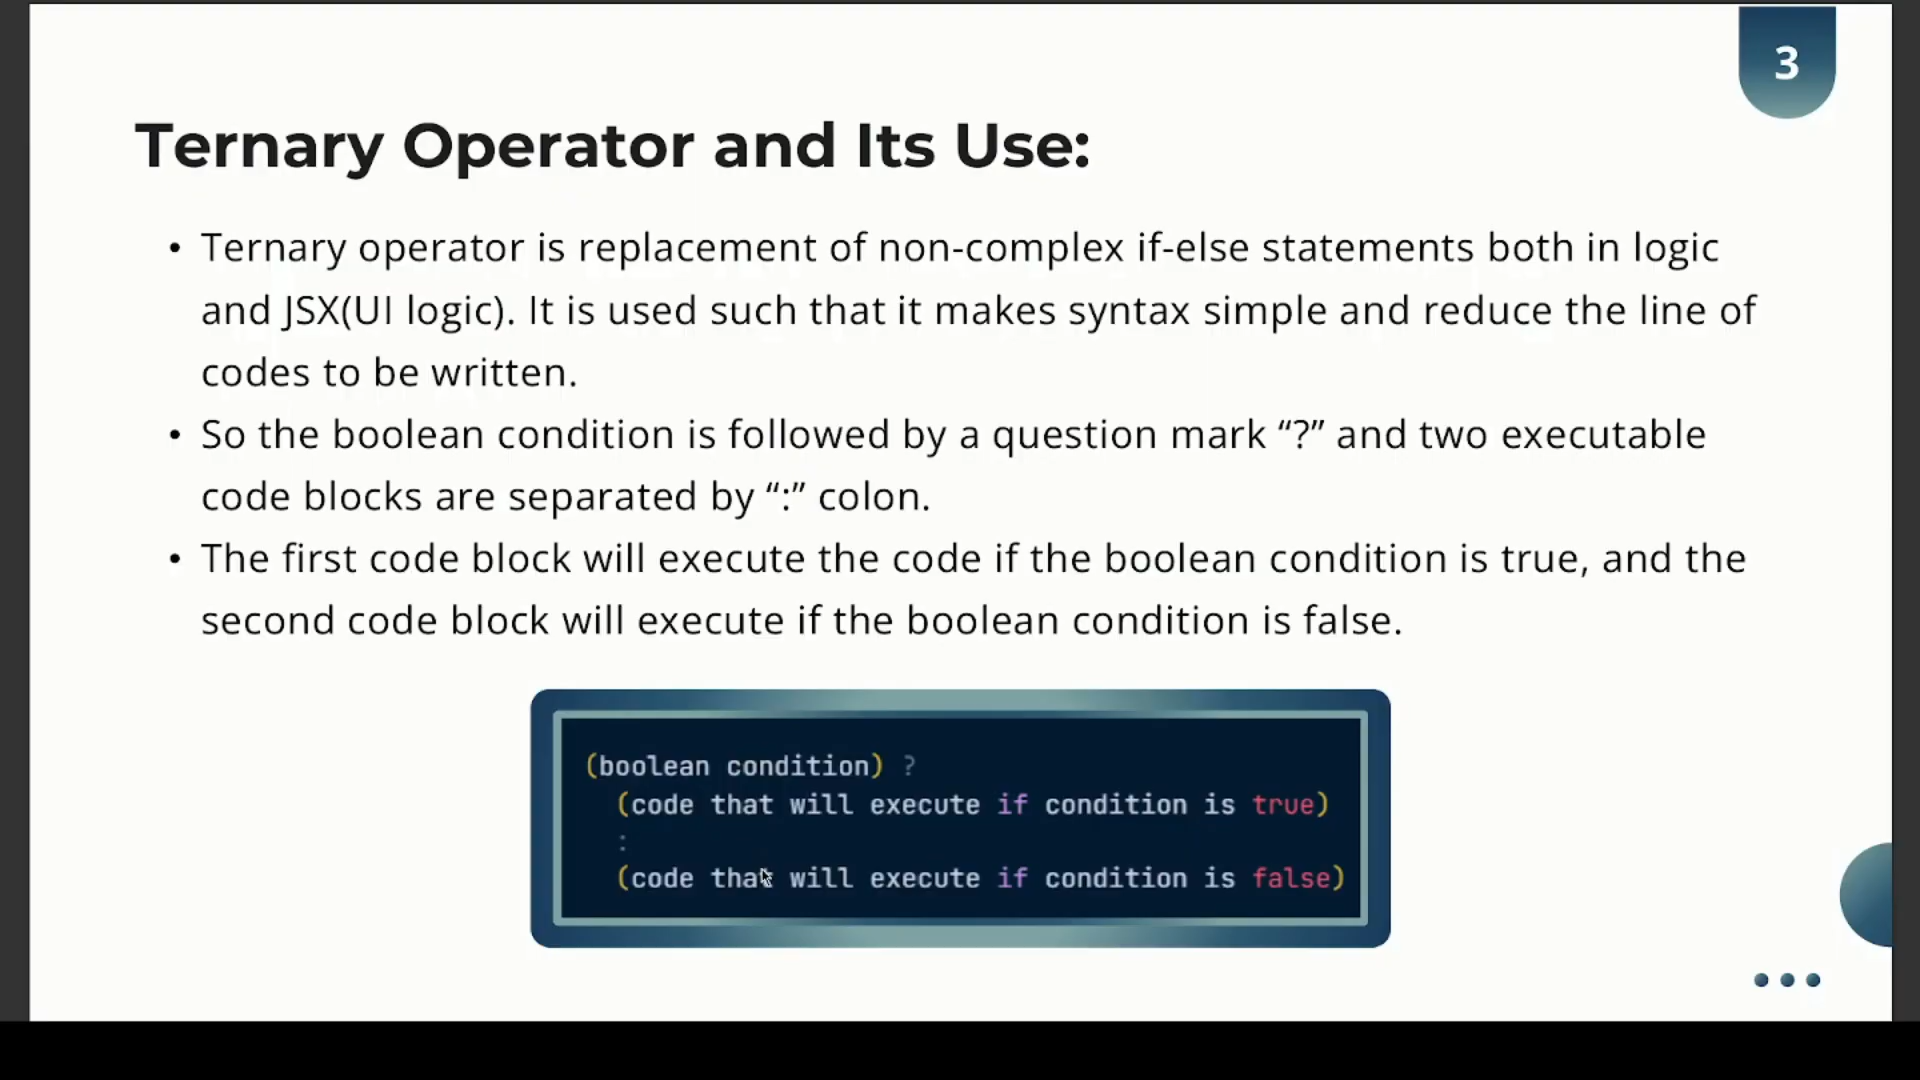 3
Ternary Operator and Its Use:
• Ternary operator is replacement of non-complex if-else statements both in logic
and JSX(UI logic). It is used such that it makes syntax simple and reduce the line of
codes to be written.
• So the boolean condition is followed by a question mark “?” and two executable
code blocks are separated by “:” colon.
• The first code block will execute the code if the boolean condition is true, and the
second code block will execute if the boolean condition is false.
(boolean condition) ?
(code that will execute if condition is true)
:
(code that will execute if condition is false)